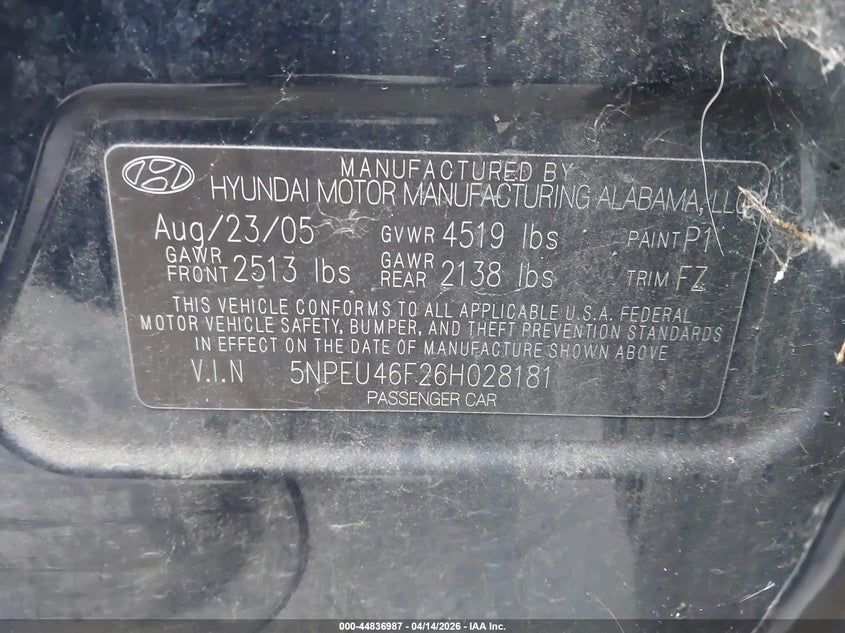 MANUFACTURED BY
HYUNDAI MOTOR MANUFACTURING ALABAMA, LLC
Aug/23/05 GVWR 4519 lbs PAINT P1
GAWR FRONT 2513 lbs GAWR REAR 2138 lbs TRIM FZ
THIS VEHICLE CONFORMS TO ALL APPLICABLE U.S.A. FEDERAL
MOTOR VEHICLE SAFETY, BUMPER, AND THEFT PREVENTION STANDARDS
IN EFFECT ON THE DATE OF MANUFACTURE SHOWN ABOVE
V.I.N 5NPEU46F26H028181
PASSENGER CAR
000-44836987 - 04/14/2026 - IAA Inc.